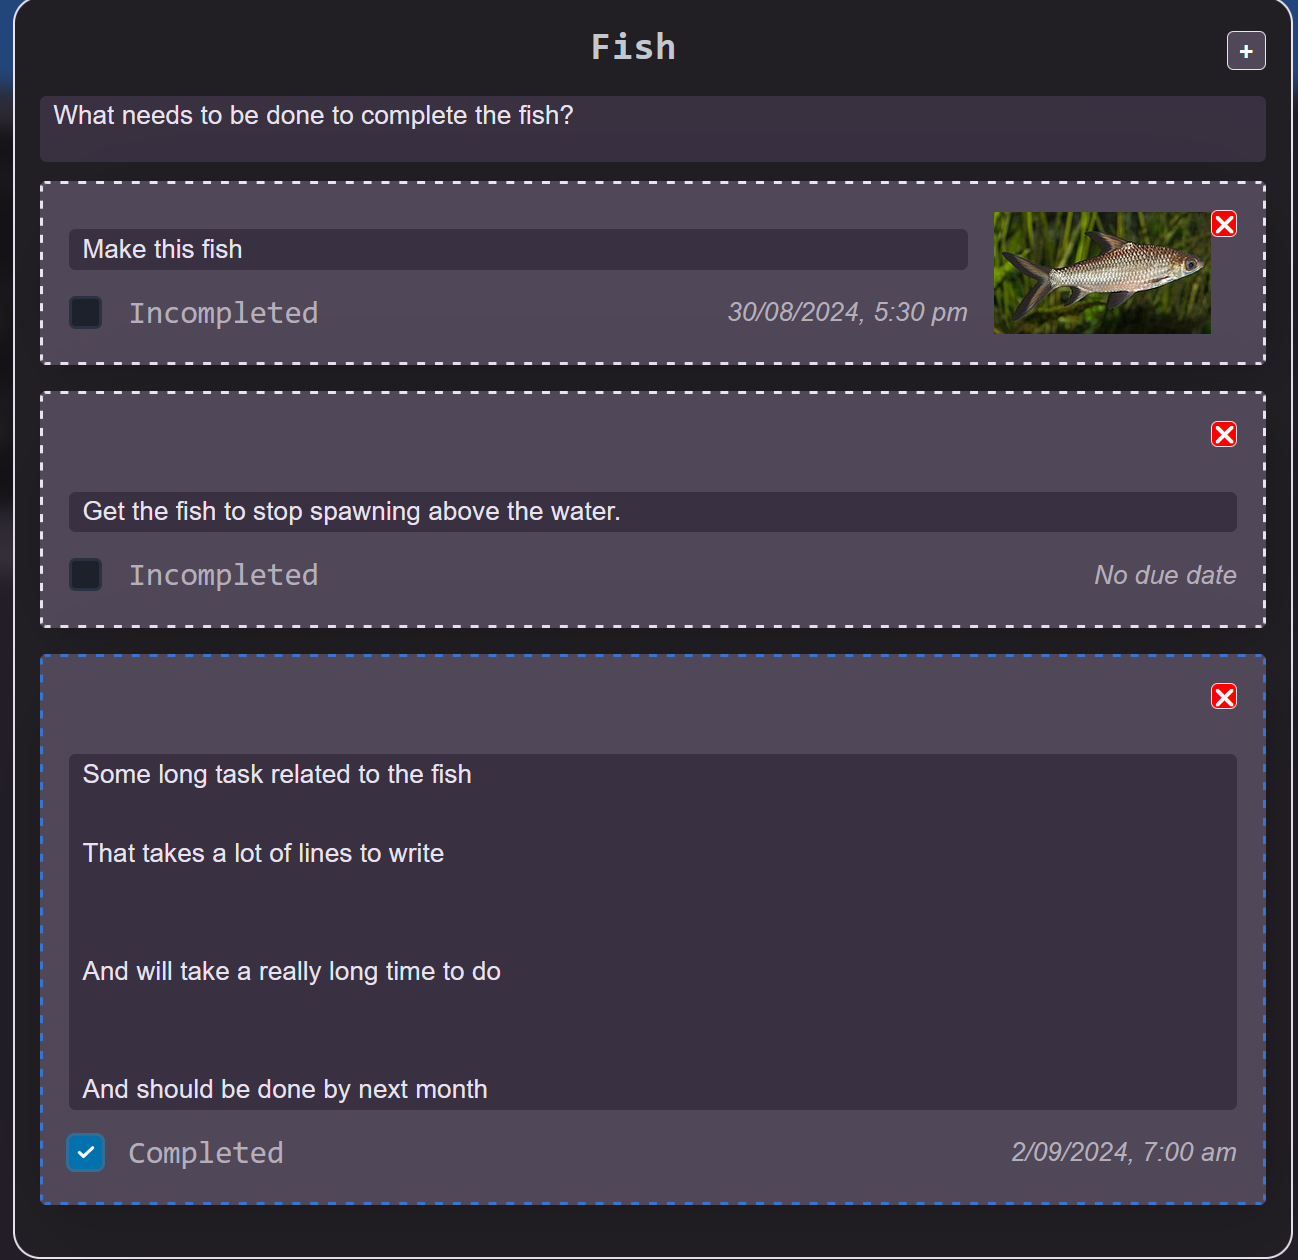 Fish
+
What needs to be done to complete the fish?
Make this fish
Incompleted
30/08/2024, 5:30 pm
Get the fish to stop spawning above the water.
Incompleted
No due date
Some long task related to the fish
That takes a lot of lines to write
And will take a really long time to do
And should be done by next month
Completed
2/09/2024, 7:00 am